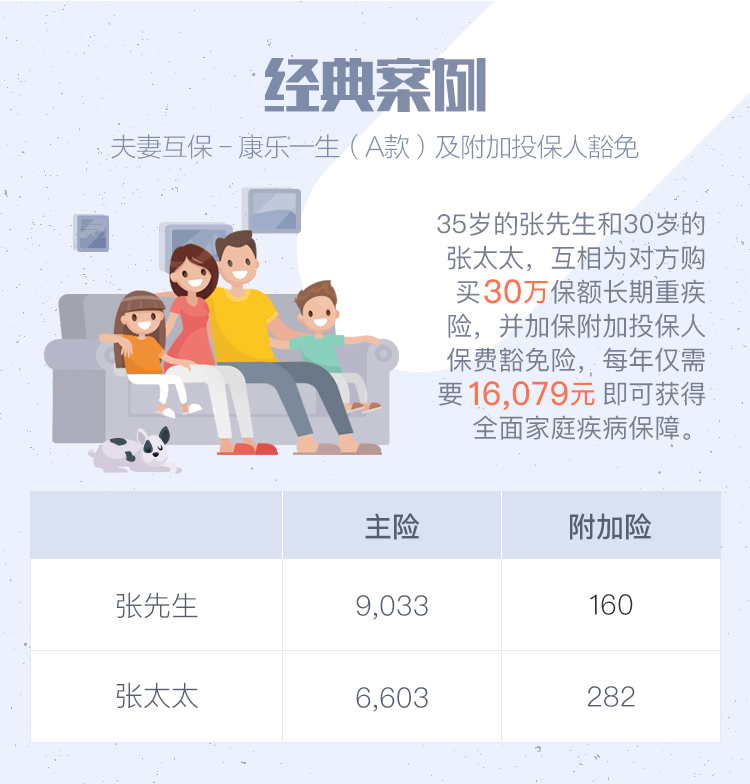 经典案例
夫妻互保 – 康乐一生（A款）及附加投保人豁免
35岁的张先生和30岁的
张太太，互相为对方购
买30万保额长期重疾
险，并加保附加投保人
保费豁免险，每年仅需
要16,079元即可获得
全面家庭疾病保障。
主险 附加险
张先生 9,033 160
张太太 6,603 282